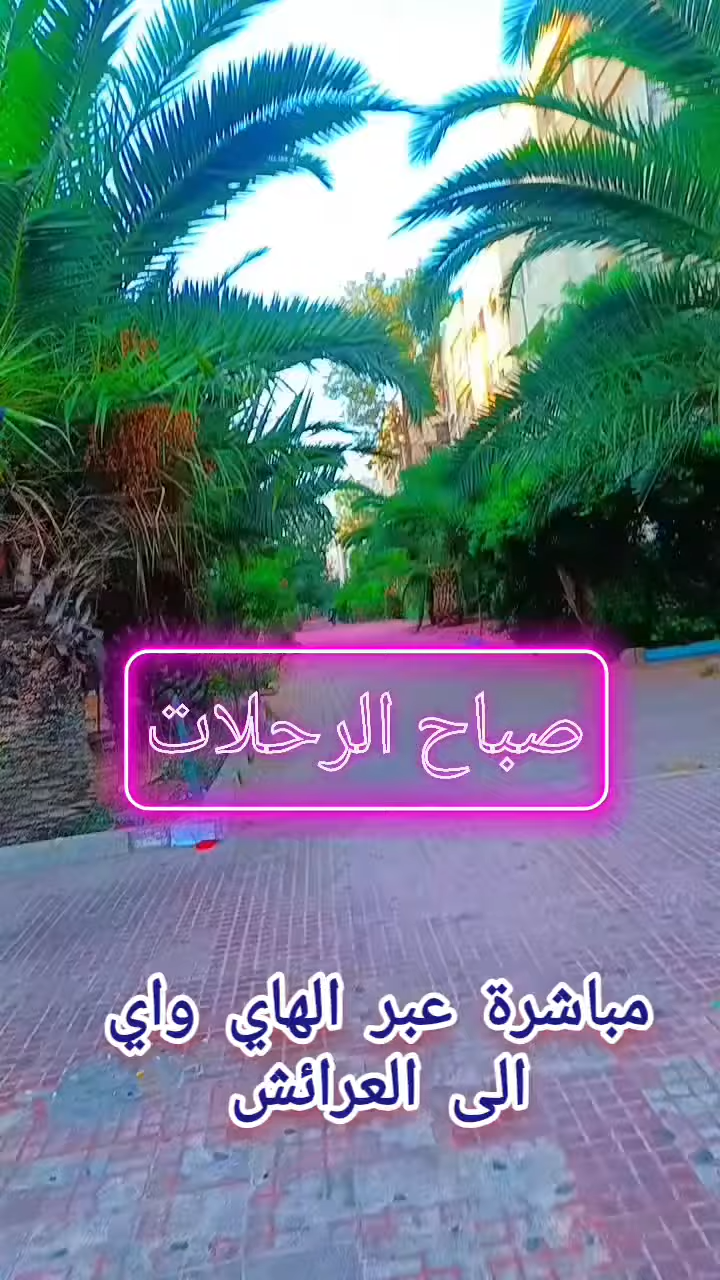 صباح الرحلات
مباشرة عبر الهاي واي
الى العرائش